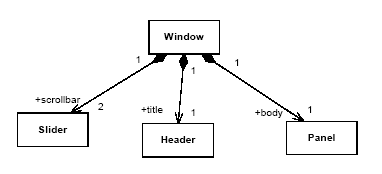 Window
1
1
1
+scrollbar
2
+title
1
+body
1
Slider
Header
Panel